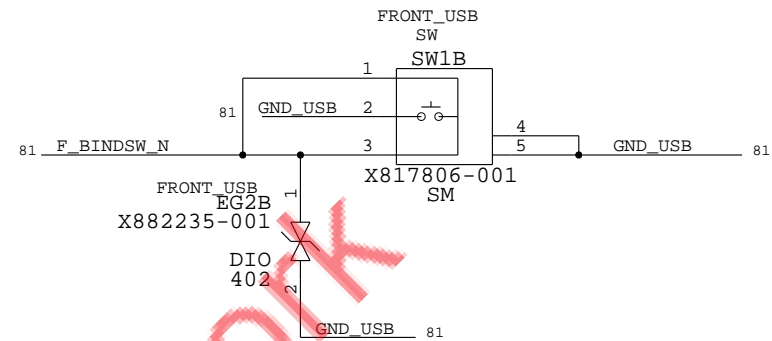 FRONT_USB
SW
SW1B
1
81 GND_USB 2
4
81 F_BINDSW_N 3 5 GND_USB 81
X817806-001
SM
FRONT_USB 1
EG2B
X882235-001
DIO
402 2
GND_USB 81
ork